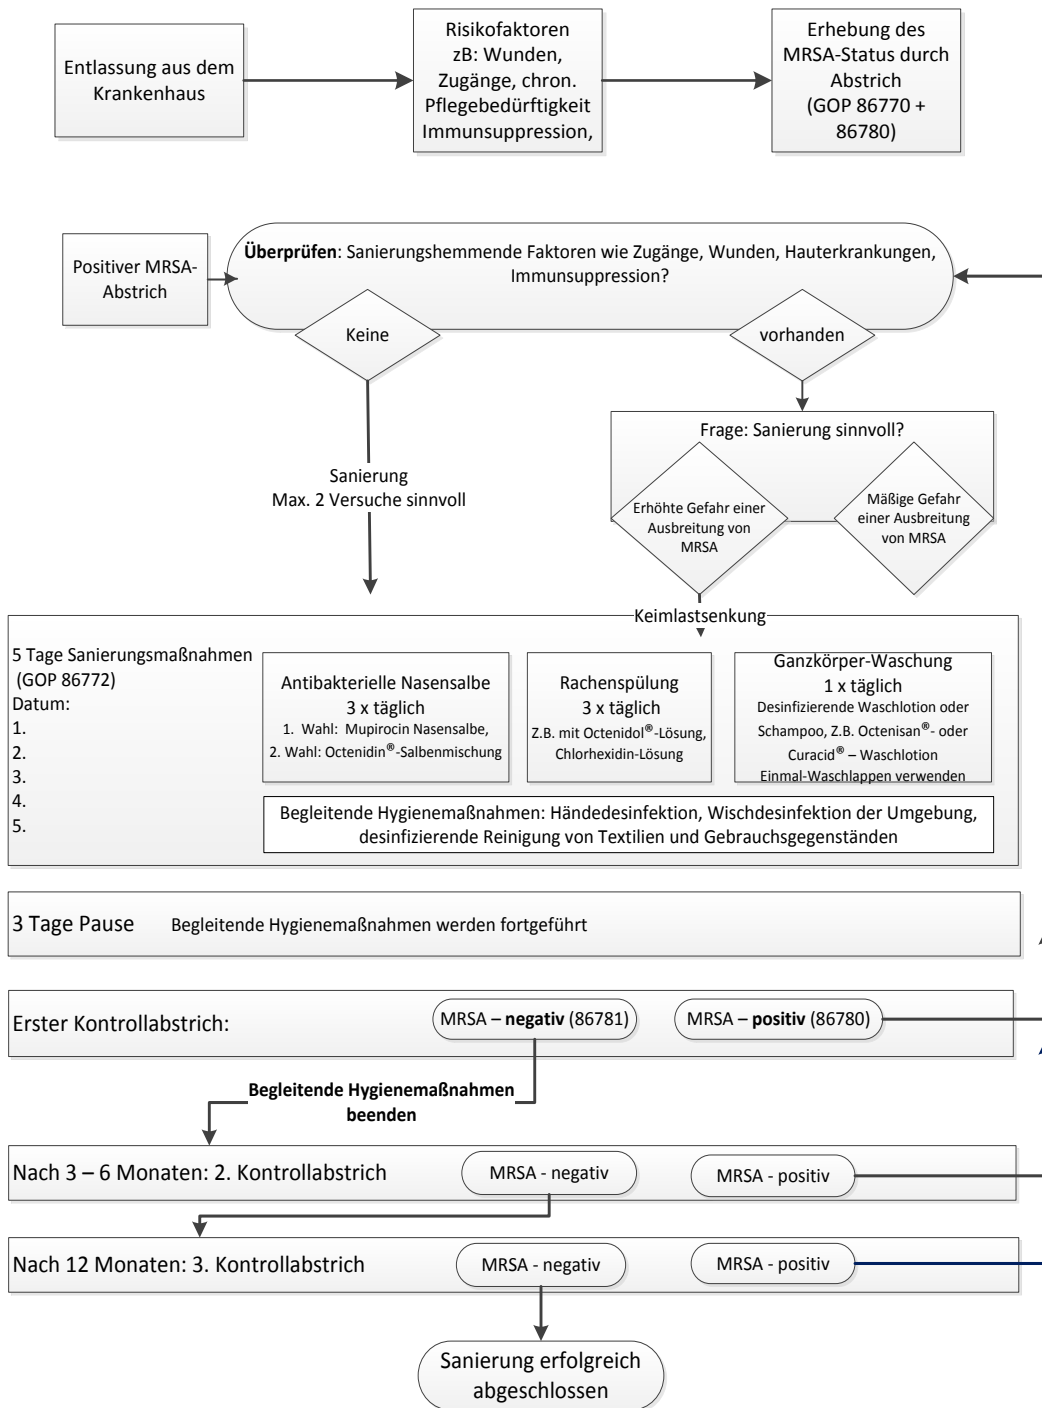 Entlassung aus dem
Krankenhaus
Risikofaktoren
zB: Wunden,
Zugänge, chron.
Pflegebedürftigkeit
Immunsuppression,
Erhebung des
MRSA-Status durch
Abstrich
(GOP 86770 +
86780)
Positiver MRSA-
Abstrich
Überprüfen: Sanierungshemmende Faktoren wie Zugänge, Wunden, Hauterkrankungen,
Immunsuppression?
Keine
vorhanden
Sanierung
Max. 2 Versuche sinnvoll
Frage: Sanierung sinnvoll?
Erhöhte Gefahr einer
Ausbreitung von
MRSA
Mäßige Gefahr
einer Ausbreitung
von MRSA
Keimlastsenkung
5 Tage Sanierungsmaßnahmen
(GOP 86772)
Datum:
1.
2.
3.
4.
5.
Antibakterielle Nasensalbe
3 x täglich
1. Wahl: Mupirocin Nasensalbe,
2. Wahl: Octenidin®-Salbenmischung
Rachenspülung
3 x täglich
Z.B. mit Octenidol®-Lösung,
Chlorhexidin-Lösung
Ganzkörper-Waschung
1 x täglich
Desinfizierende Waschlotion oder
Schampoo, Z.B. Octenisan®- oder
Curacid® – Waschlotion
Einmal-Waschlappen verwenden
Begleitende Hygienemaßnahmen: Händedesinfektion, Wischdesinfektion der Umgebung,
desinfizierende Reinigung von Textilien und Gebrauchsgegenständen
3 Tage Pause Begleitende Hygienemaßnahmen werden fortgeführt
Erster Kontrollabstrich:
MRSA – negativ (86781)
MRSA – positiv (86780)
Begleitende Hygienemaßnahmen
beenden
Nach 3 – 6 Monaten: 2. Kontrollabstrich
MRSA - negativ
MRSA - positiv
Nach 12 Monaten: 3. Kontrollabstrich
MRSA - negativ
MRSA - positiv
Sanierung erfolgreich
abgeschlossen